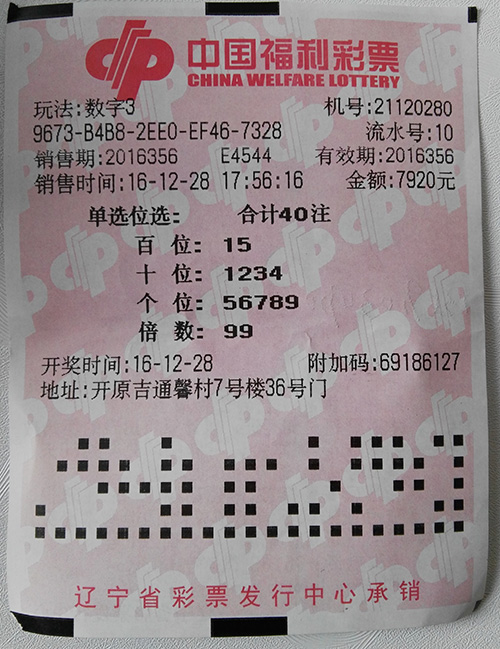 中国福利彩票
CHINA WELFARE LOTTERY
玩法:数字3 机号:21120280
9673-B4B8-2EE0-EF46-7328 流水号:10
销售期:2016356 E4544 有效期:2016356
销售时间:16-12-28 17:56:16 金额:7920元
单选位选: 合计40注
百 位: 15
十 位: 1234
个 位: 56789
倍 数: 99
开奖时间:16-12-28 附加码:69186127
地址:开原吉通馨村7号楼36号门
辽宁省彩票发行中心承销